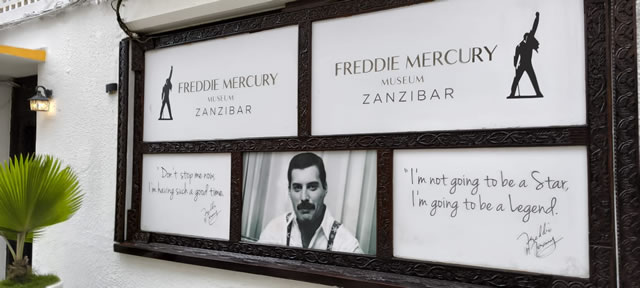 FREDDIE MERCURY
MUSEUM
ZANZIBAR
FREDDIE MERCURY
MUSEUM
ZANZIBAR
"Don't stop me now,
I'm having such a good time.
"I'm not going to be a Star,
I'm going to be a Legend.